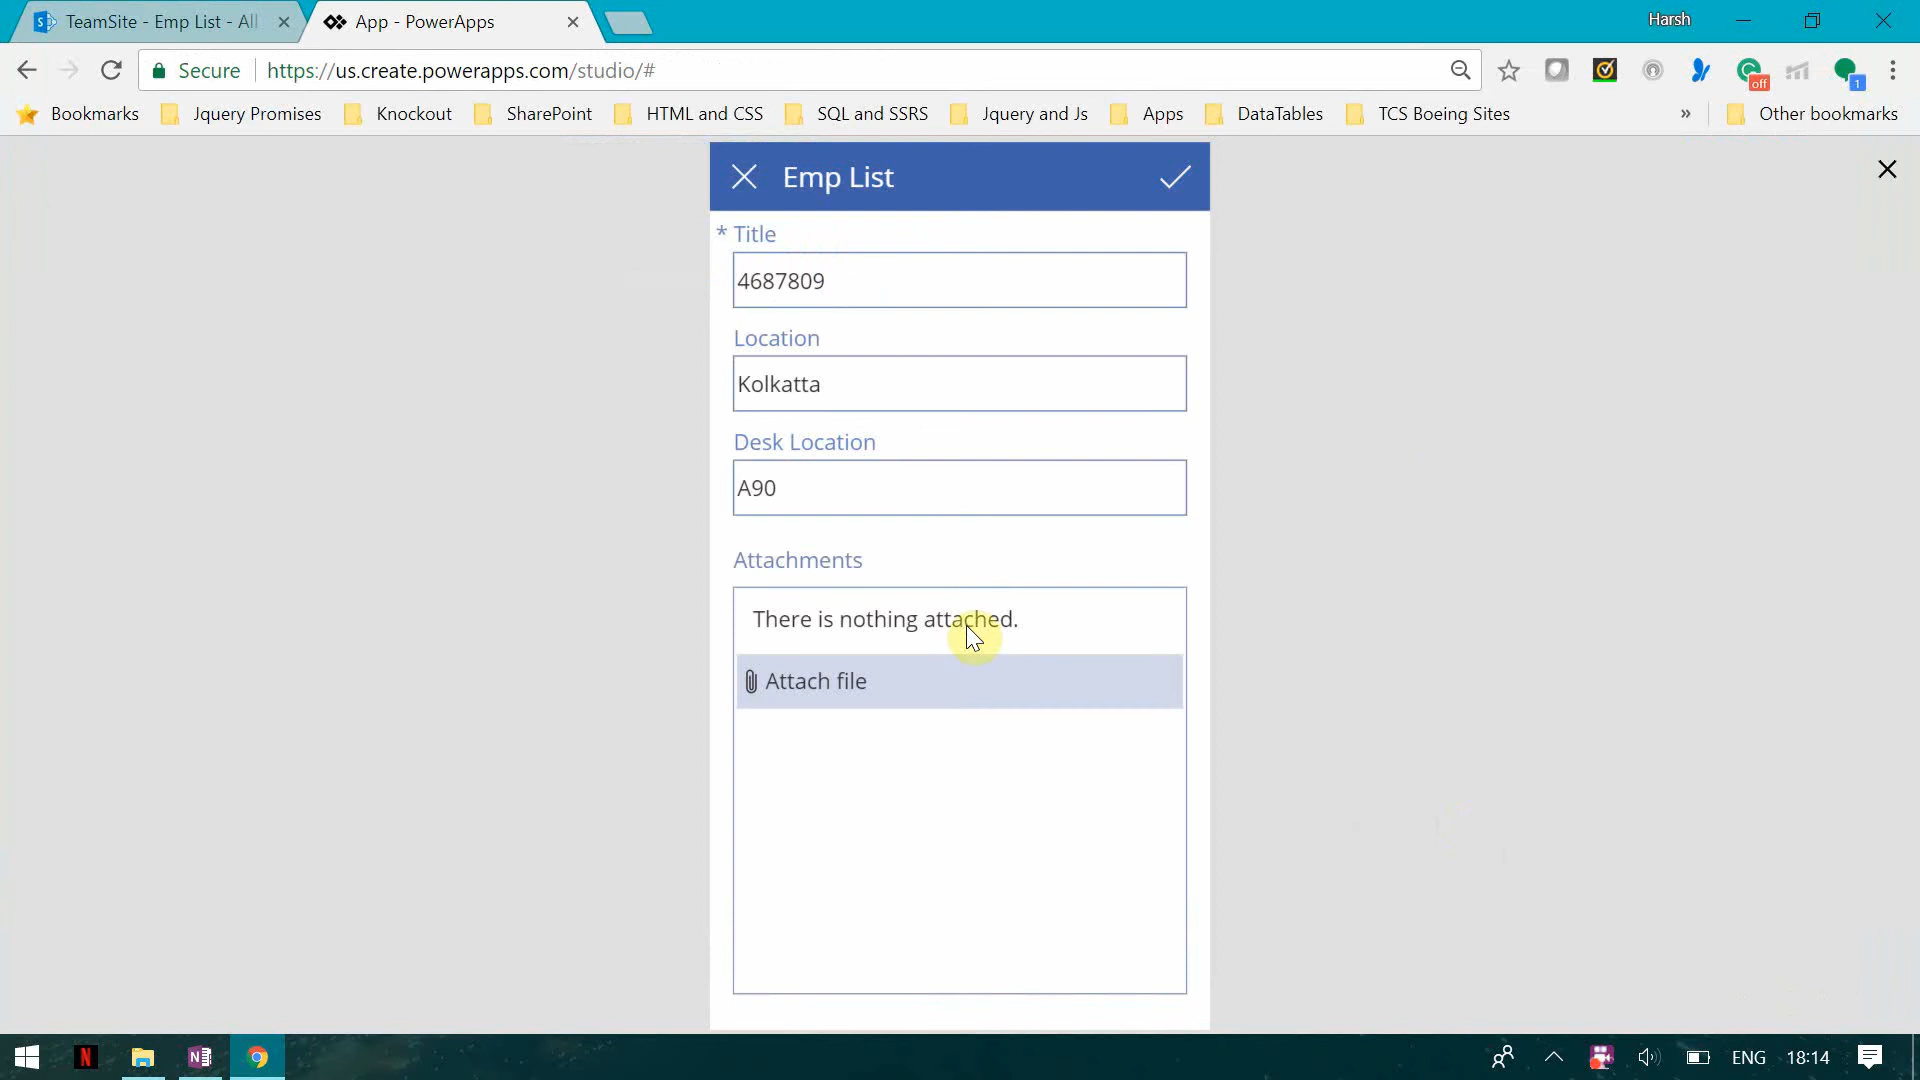 TeamSite - Emp List - All
App - PowerApps
Harsh
Secure
https://us.create.powerapps.com/studio/#
off
1
Bookmarks
Jquery Promises
Knockout
SharePoint
HTML and CSS
SQL and SSRS
Jquery and Js
Apps
DataTables
TCS Boeing Sites
»
Other bookmarks
Emp List
* Title
4687809
Location
Kolkatta
Desk Location
A90
Attachments
There is nothing attached.
Attach file
ENG
18:14